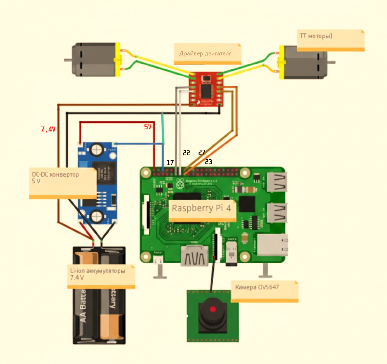 TT моторы)
Драйвер двигателя
7,4V
5V
22
27
17
23
DC-DC конвертор
5 V
Raspberry Pi 4
Li-ion аккумуляторы
7.4 V
AA Battery
Камера OV5647